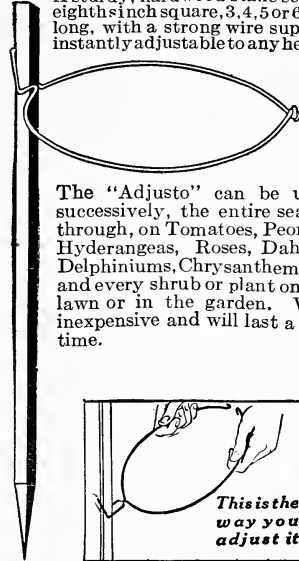 eighths inch square, 3, 4, 5 or 6
long, with a strong wire sup
instantly adjustable to any he
The "Adjusto" can be u
successively, the entire sea
through, on Tomatoes, Peon
Hyderangeas, Roses, Dah
Delphiniums, Chrysanthem
and every shrub or plant on
lawn or in the garden. V
inexpensive and will last a
time.
This is the
way you
adjust it